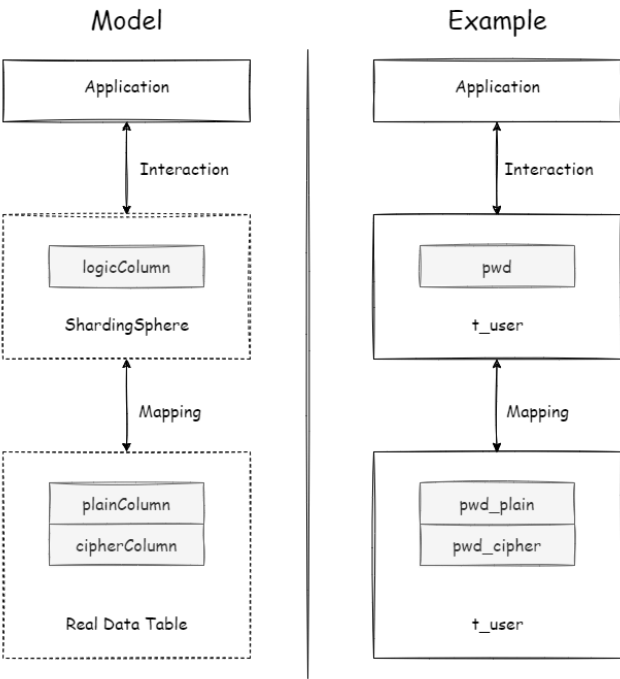 Model
Application
Interaction
logicColumn
ShardingSphere
Mapping
plainColumn
cipherColumn
Real Data Table
Example
Application
Interaction
pwd
t_user
Mapping
pwd_plain
pwd_cipher
t_user